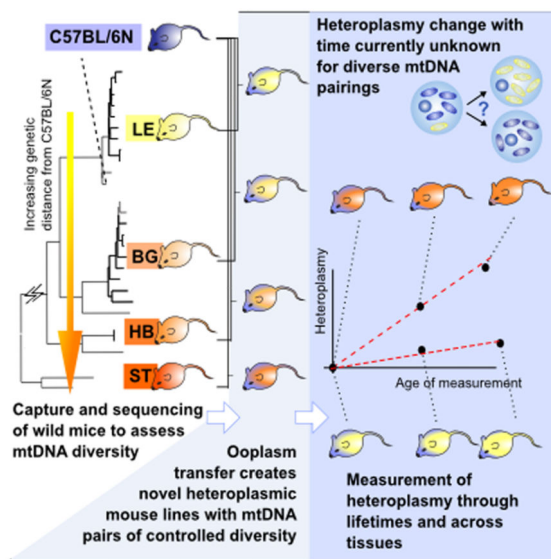 C57BL/6N
LE
BG
HB
ST
Increasing genetic
distance from C57BL/6N
Capture and sequencing
of wild mice to assess
mtDNA diversity
Ooplasm
transfer creates
novel heteroplasmic
mouse lines with mtDNA
pairs of controlled diversity
Heteroplasmy change with
time currently unknown
for diverse mtDNA
pairings
?
Heteroplasmy
Age of measurement
Measurement of
heteroplasmy through
lifetimes and across
tissues